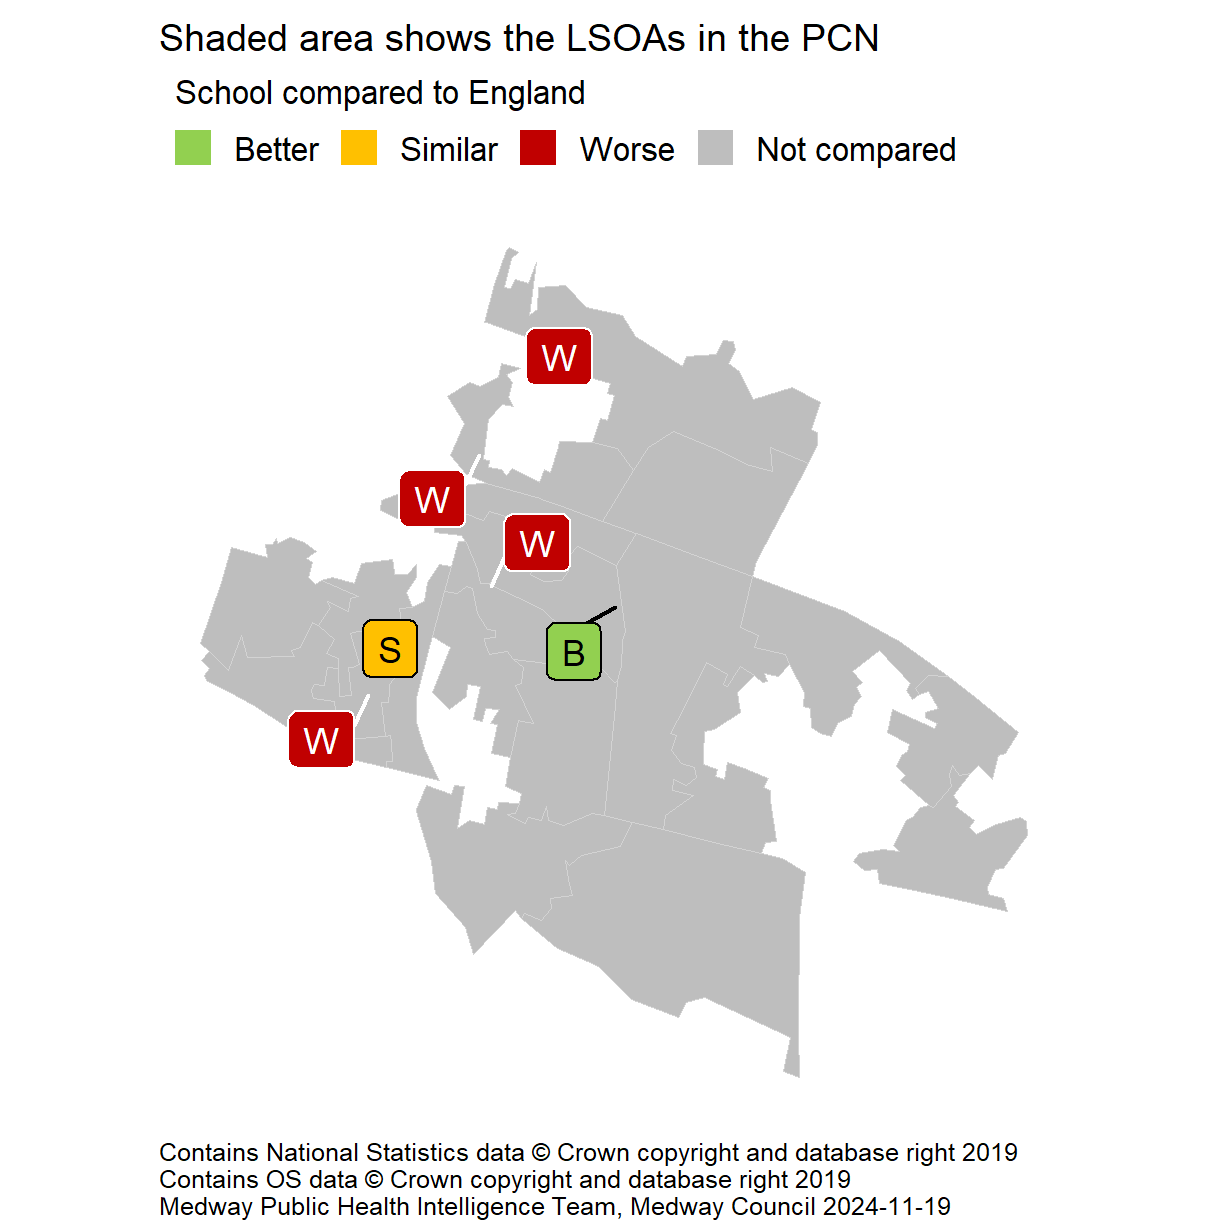 Shaded area shows the LSOAs in the PCN
School compared to England
Better Similar Worse Not compared
W
W
W
S
B
W
Contains National Statistics data © Crown copyright and database right 2019
Contains OS data © Crown copyright and database right 2019
Medway Public Health Intelligence Team, Medway Council 2024-11-19